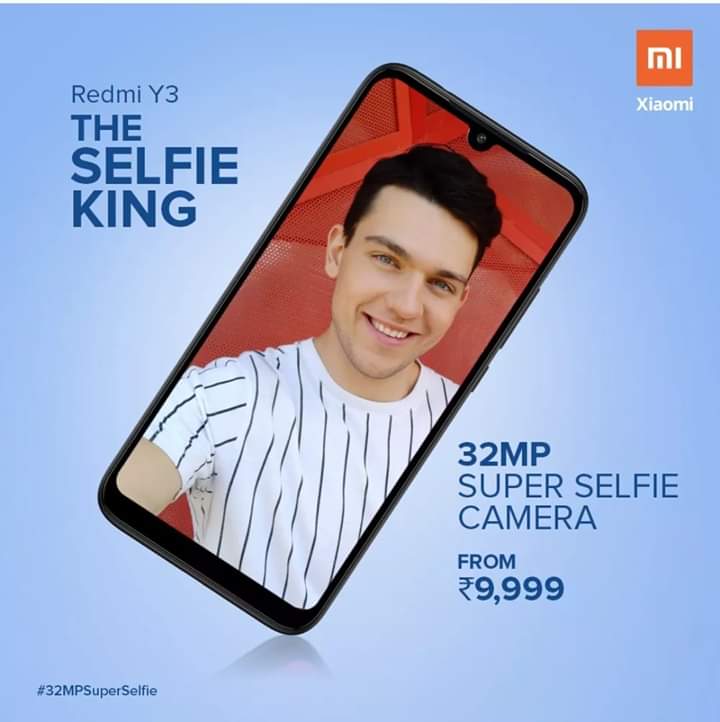 Redmi Y3
THE
SELFIE
KING
mi
Xiaomi
32MP
SUPER SELFIE
CAMERA
FROM
₹9,999
#32MPSuperSelfie